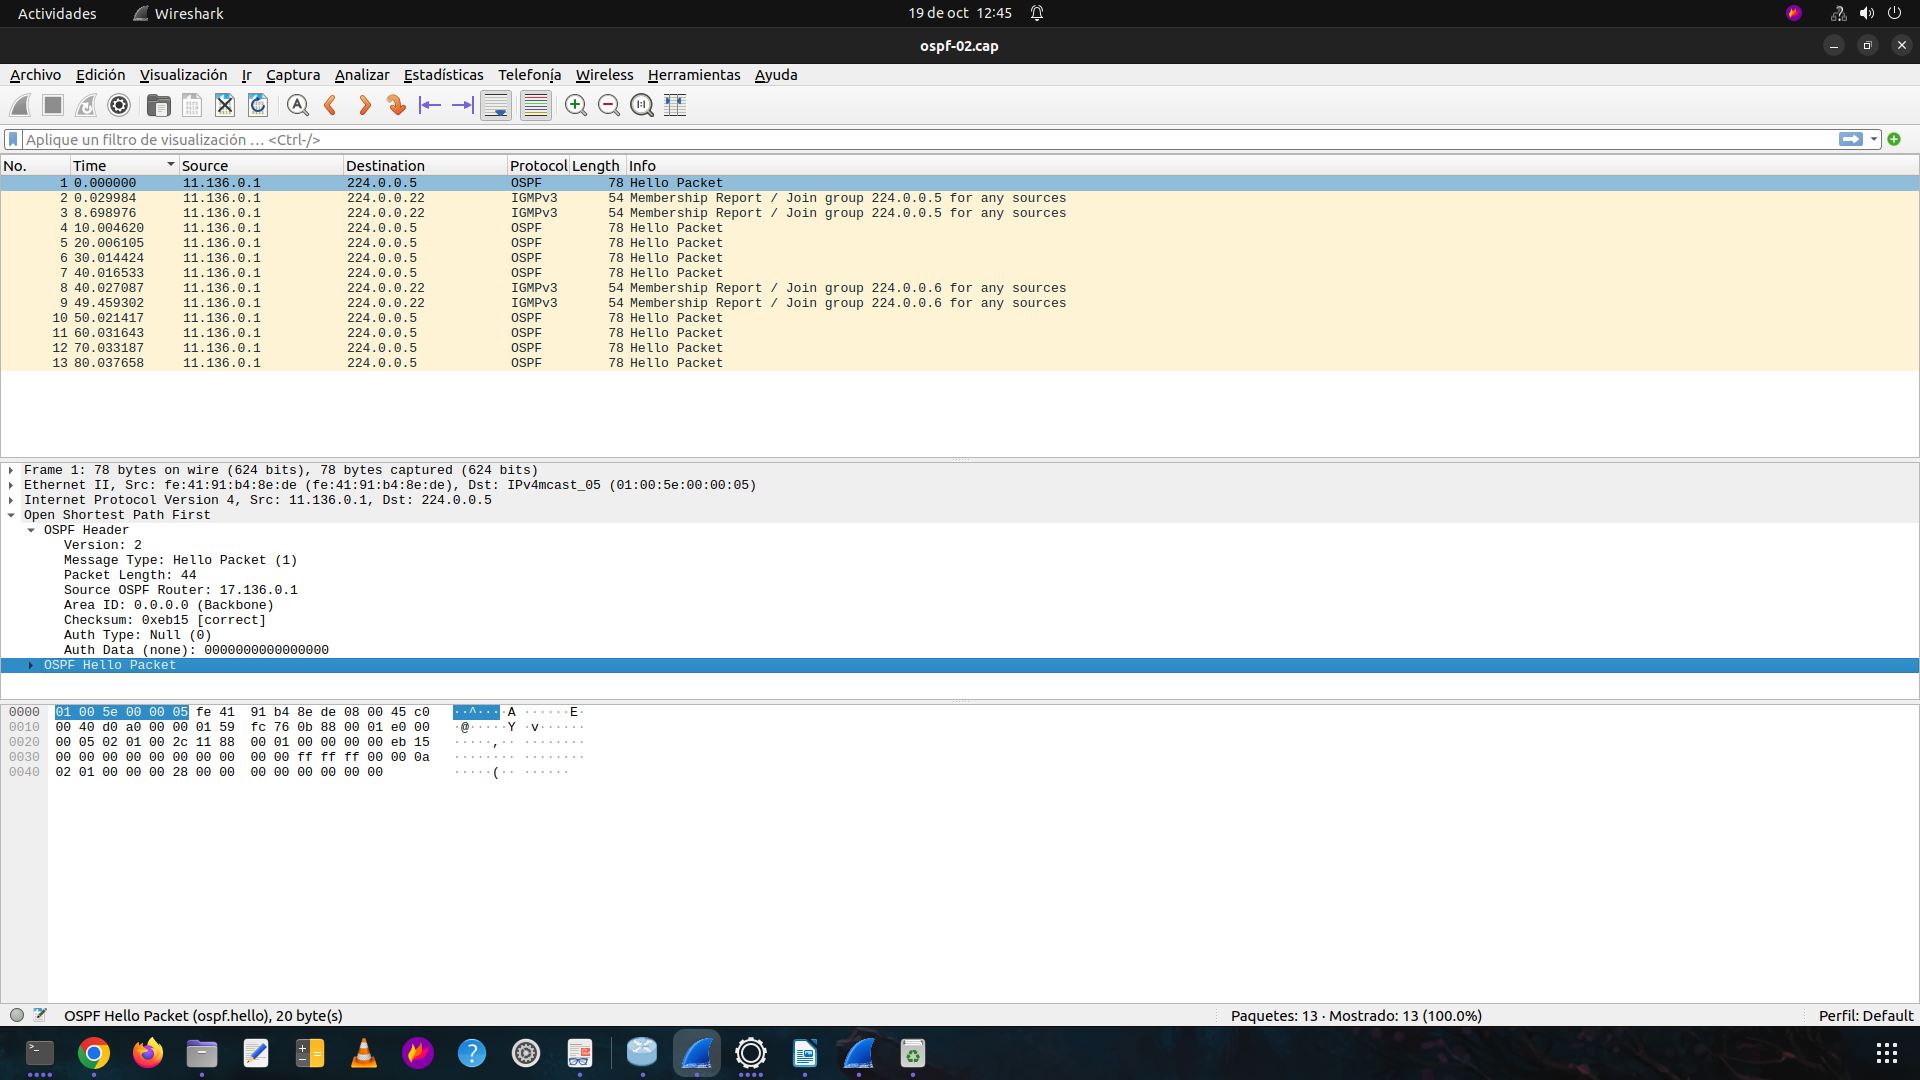 Actividades Wireshark 19 de oct 12:45
ospf-02.cap
Archivo Edición Visualización Ir Captura Analizar Estadísticas Telefonía Wireless Herramientas Ayuda
Aplique un filtro de visualización … <Ctrl-/>
No. Time Source Destination Protocol Length Info
1 0.000000 11.136.0.1 224.0.0.5 OSPF 78 Hello Packet
2 0.029984 11.136.0.1 224.0.0.22 IGMPv3 54 Membership Report / Join group 224.0.0.5 for any sources
3 8.698976 11.136.0.1 224.0.0.22 IGMPv3 54 Membership Report / Join group 224.0.0.5 for any sources
4 10.004620 11.136.0.1 224.0.0.5 OSPF 78 Hello Packet
5 20.006105 11.136.0.1 224.0.0.5 OSPF 78 Hello Packet
6 30.014424 11.136.0.1 224.0.0.5 OSPF 78 Hello Packet
7 40.016533 11.136.0.1 224.0.0.5 OSPF 78 Hello Packet
8 40.027087 11.136.0.1 224.0.0.22 IGMPv3 54 Membership Report / Join group 224.0.0.6 for any sources
9 49.459302 11.136.0.1 224.0.0.22 IGMPv3 54 Membership Report / Join group 224.0.0.6 for any sources
10 50.021417 11.136.0.1 224.0.0.5 OSPF 78 Hello Packet
11 60.031643 11.136.0.1 224.0.0.5 OSPF 78 Hello Packet
12 70.033187 11.136.0.1 224.0.0.5 OSPF 78 Hello Packet
13 80.037658 11.136.0.1 224.0.0.5 OSPF 78 Hello Packet
Frame 1: 78 bytes on wire (624 bits), 78 bytes captured (624 bits)
Ethernet II, Src: fe:41:91:b4:8e:de (fe:41:91:b4:8e:de), Dst: IPv4mcast_05 (01:00:5e:00:00:05)
Internet Protocol Version 4, Src: 11.136.0.1, Dst: 224.0.0.5
Open Shortest Path First
OSPF Header
Version: 2
Message Type: Hello Packet (1)
Packet Length: 44
Source OSPF Router: 17.136.0.1
Area ID: 0.0.0.0 (Backbone)
Checksum: 0xeb15 [correct]
Auth Type: Null (0)
Auth Data (none): 0000000000000000
OSPF Hello Packet
0000 01 00 5e 00 00 05 fe 41 91 b4 8e de 08 00 45 c0 ··^····A ······E·
0010 00 40 d0 a0 00 00 01 59 fc 76 0b 88 00 01 e0 00 ·@·····Y ·v······
0020 00 05 02 01 00 2c 11 88 00 01 00 00 00 00 eb 15 ·····,·· ········
0030 00 00 00 00 00 00 00 00 00 00 ff ff ff 00 00 0a ········ ········
0040 02 01 00 00 00 28 00 00 00 00 00 00 00 00 ·····(·· ······
OSPF Hello Packet (ospf.hello), 20 byte(s) Paquetes: 13 · Mostrado: 13 (100.0%) Perfil: Default